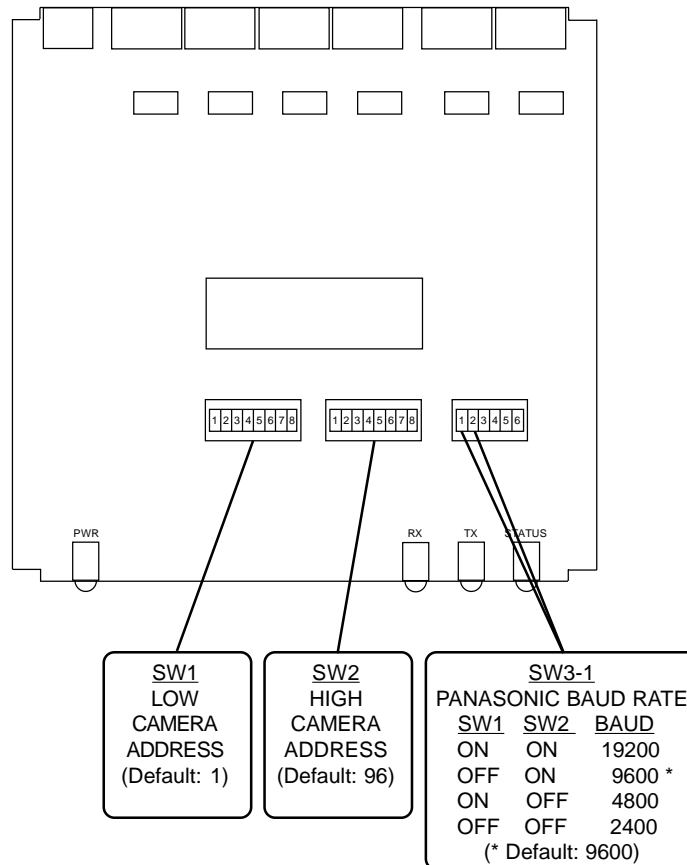 1 2 3 4 5 6 7 8
1 2 3 4 5 6 7 8
1 2 3 4 5 6
PWR
RX
TX
STATUS
SW1
LOW
CAMERA
ADDRESS
(Default: 1)
SW2
HIGH
CAMERA
ADDRESS
(Default: 96)
SW3-1
PANASONIC BAUD RATE
SW1 SW2 BAUD
ON ON 19200
OFF ON 9600 *
ON OFF 4800
OFF OFF 2400
(* Default: 9600)